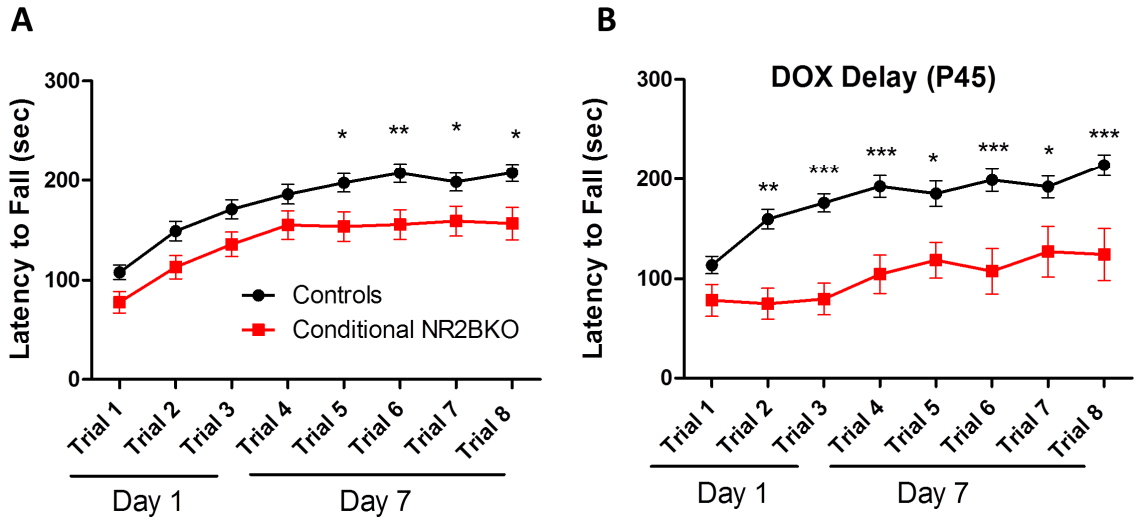 A
Latency to Fall (sec)
300
200
100
0
*
**
*
*
Controls
Conditional NR2BKO
Trial 1
Trial 2
Trial 3
Trial 4
Trial 5
Trial 6
Trial 7
Trial 8
Day 1
Day 7
B
DOX Delay (P45)
Latency to Fall (sec)
300
200
100
0
**
***
***
*
***
*
***
Trial 1
Trial 2
Trial 3
Trial 4
Trial 5
Trial 6
Trial 7
Trial 8
Day 1
Day 7